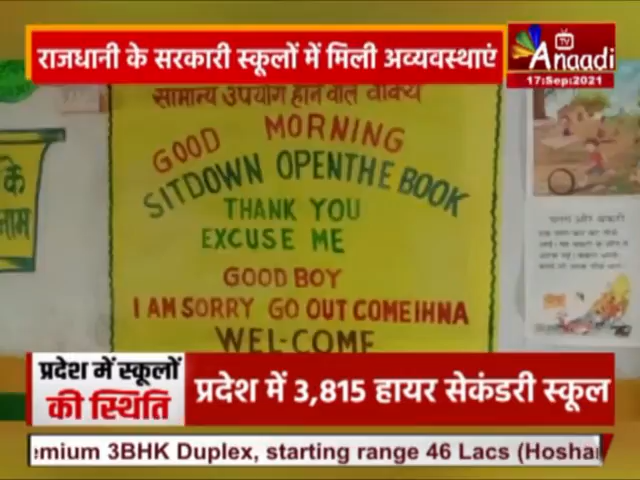 राजधानी के सरकारी स्कूलों में मिली अव्यवस्थाएं
TV
Anaadi
17:Sep:2021
सामान्य उपयोग होने वाले वाक्य
GOOD MORNING
SITDOWN OPENTHE BOOK
THANK YOU
EXCUSE ME
GOOD BOY
I AM SORRY GO OUT COMEIHNA
WEL-COME
के
नाम
प्रदेश में स्कूलों
की स्थिति
प्रदेश में 3,815 हायर सेकंडरी स्कूल
emium 3BHK Duplex, starting range 46 Lacs (Hosha